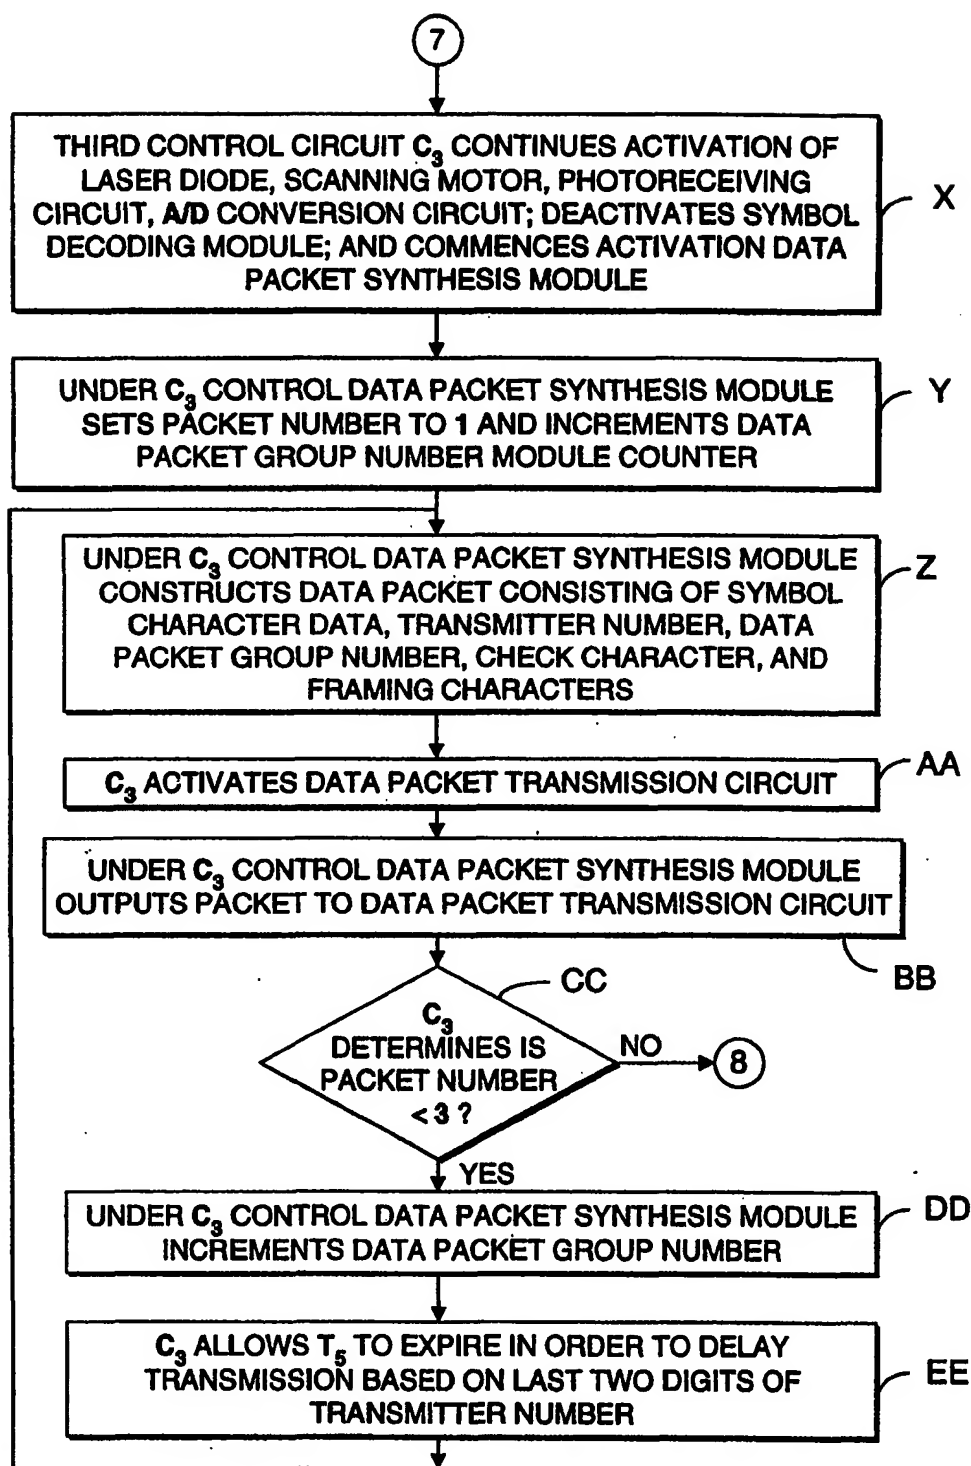 7
THIRD CONTROL CIRCUIT C₃ CONTINUES ACTIVATION OF
LASER DIODE, SCANNING MOTOR, PHOTORECEIVING
CIRCUIT, A/D CONVERSION CIRCUIT; DEACTIVATES SYMBOL
DECODING MODULE; AND COMMENCES ACTIVATION DATA
PACKET SYNTHESIS MODULE
X
UNDER C₃ CONTROL DATA PACKET SYNTHESIS MODULE
SETS PACKET NUMBER TO 1 AND INCREMENTS DATA
PACKET GROUP NUMBER MODULE COUNTER
Y
UNDER C₃ CONTROL DATA PACKET SYNTHESIS MODULE
CONSTRUCTS DATA PACKET CONSISTING OF SYMBOL
CHARACTER DATA, TRANSMITTER NUMBER, DATA
PACKET GROUP NUMBER, CHECK CHARACTER, AND
FRAMING CHARACTERS
Z
C₃ ACTIVATES DATA PACKET TRANSMISSION CIRCUIT
AA
UNDER C₃ CONTROL DATA PACKET SYNTHESIS MODULE
OUTPUTS PACKET TO DATA PACKET TRANSMISSION CIRCUIT
BB
CC
C₃
DETERMINES IS
PACKET NUMBER
< 3 ?
NO
8
YES
UNDER C₃ CONTROL DATA PACKET SYNTHESIS MODULE
INCREMENTS DATA PACKET GROUP NUMBER
DD
C₃ ALLOWS T₅ TO EXPIRE IN ORDER TO DELAY
TRANSMISSION BASED ON LAST TWO DIGITS OF
TRANSMITTER NUMBER
EE